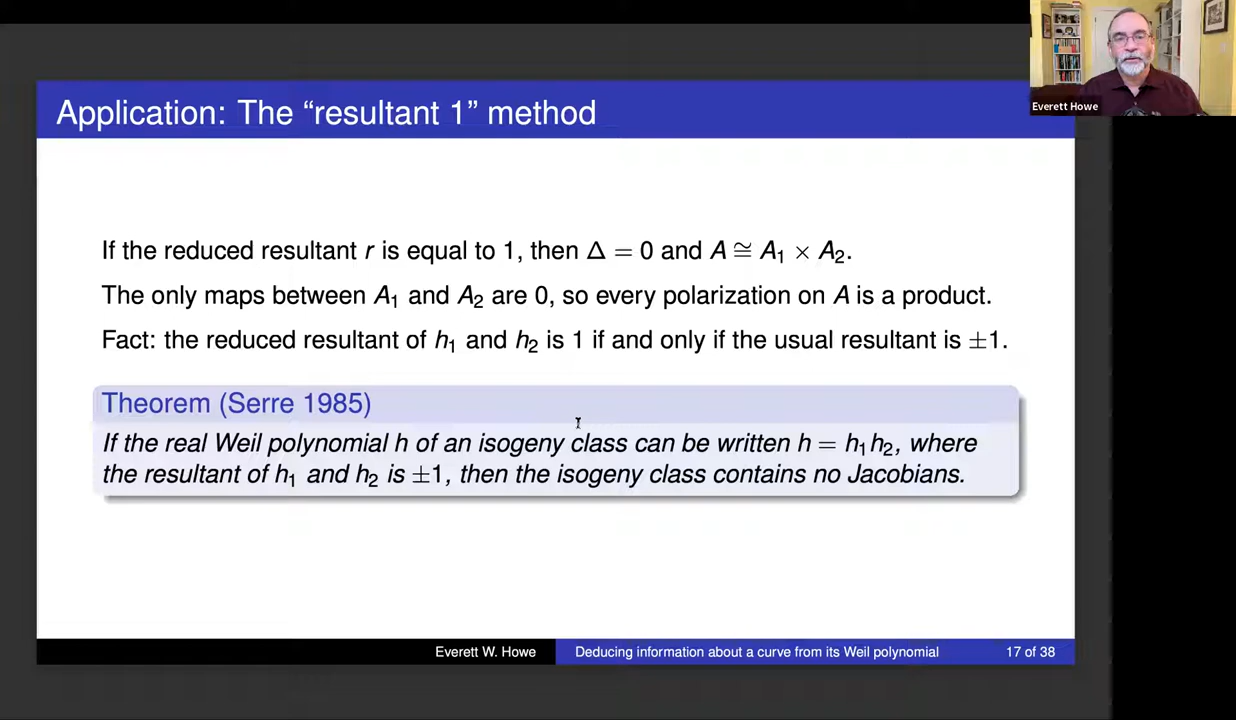 Application: The “resultant 1” method
Everett Howe
If the reduced resultant r is equal to 1, then Δ = 0 and A ≅ A₁ × A₂.
The only maps between A₁ and A₂ are 0, so every polarization on A is a product.
Fact: the reduced resultant of h₁ and h₂ is 1 if and only if the usual resultant is ±1.
Theorem (Serre 1985)
If the real Weil polynomial h of an isogeny class can be written h = h₁h₂, where
the resultant of h₁ and h₂ is ±1, then the isogeny class contains no Jacobians.
Everett W. Howe
Deducing information about a curve from its Weil polynomial
17 of 38